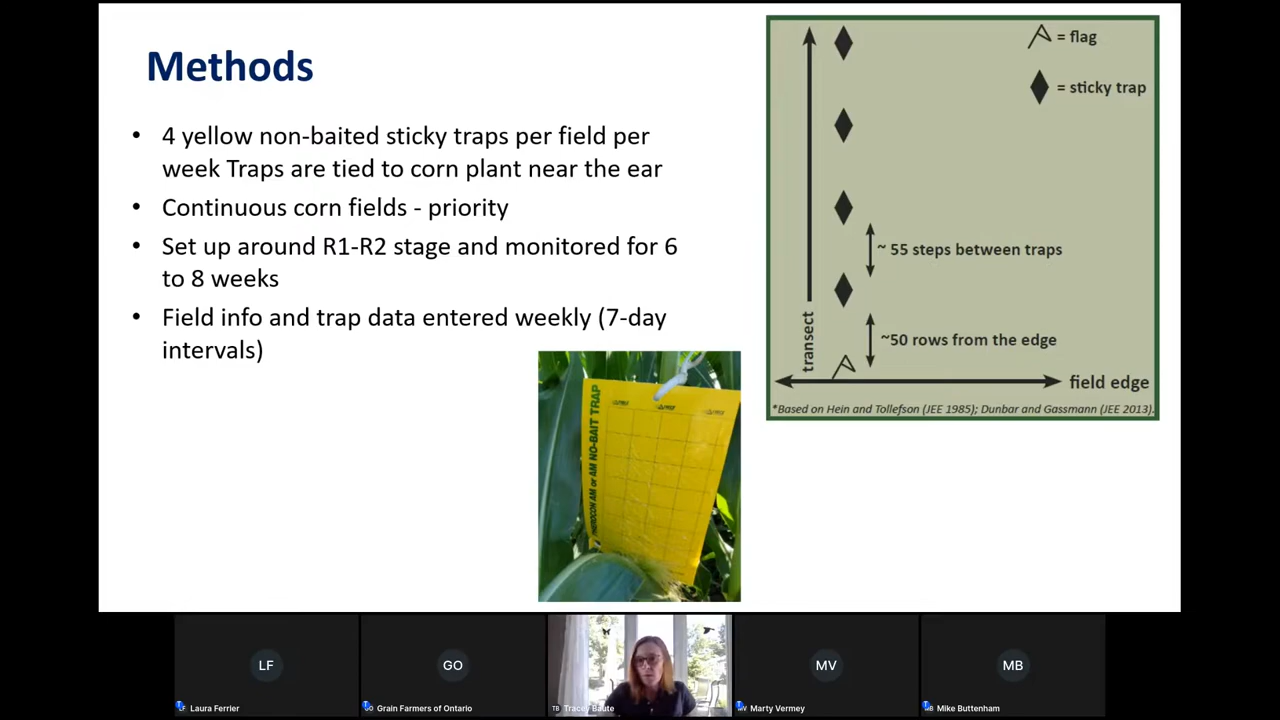 Methods
• 4 yellow non-baited sticky traps per field per
week Traps are tied to corn plant near the ear
• Continuous corn fields - priority
• Set up around R1-R2 stage and monitored for 6
to 8 weeks
• Field info and trap data entered weekly (7-day
intervals)
= flag
= sticky trap
~ 55 steps between traps
~50 rows from the edge
transect
field edge
*Based on Hein and Tollefson (JEE 1985); Dunbar and Gassmann (JEE 2013).
AM or AM NO-BAIT TRAP
LF
Laura Ferrier
GO
Grain Farmers of Ontario
TB
Tracey Baute
MV
Marty Vermey
MB
Mike Buttenham